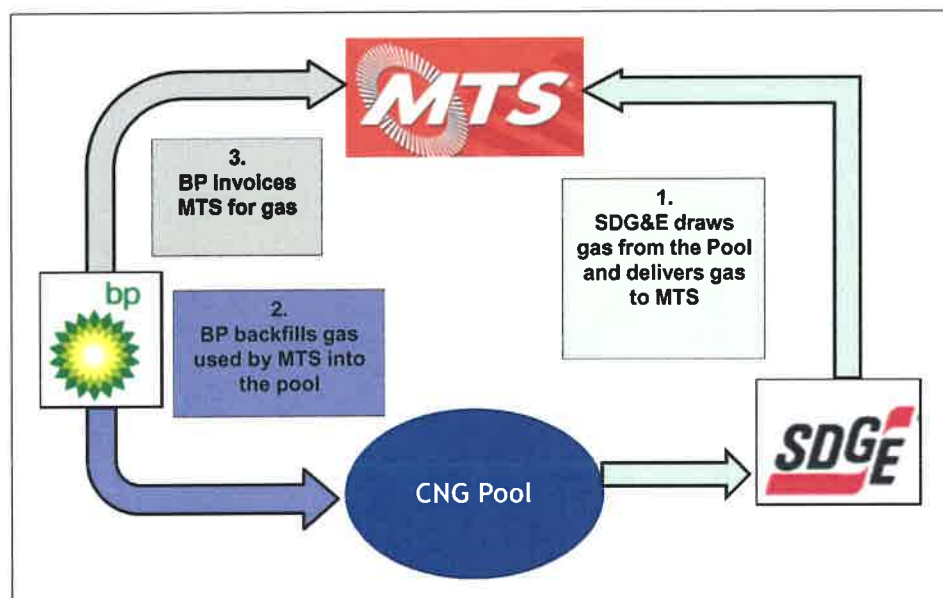 MTS
3.
BP Invoices
MTS for gas
1.
SDG&E draws
gas from the Pool
and delivers gas
to MTS
bp
2.
BP backfills gas
used by MTS into
the pool
CNG Pool
SDGE